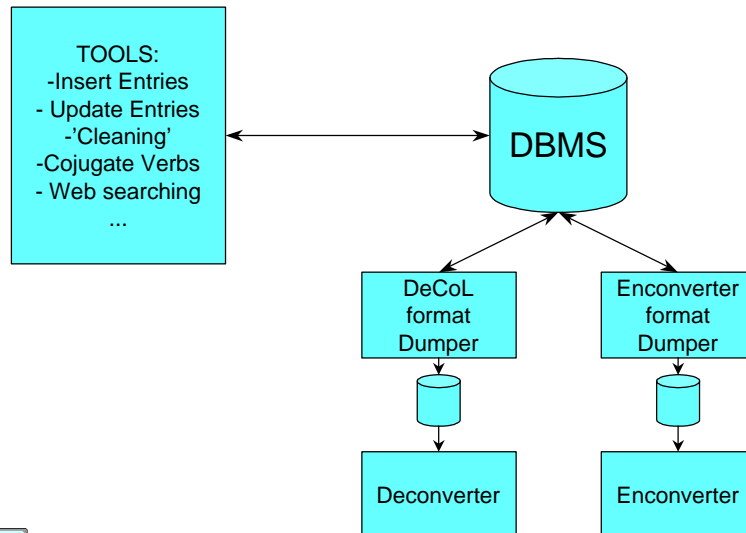 TOOLS:
-Insert Entries
- Update Entries
-’Cleaning’
-Cojugate Verbs
- Web searching
...
DBMS
DeCoL
format
Dumper
Enconverter
format
Dumper
Deconverter
Enconverter